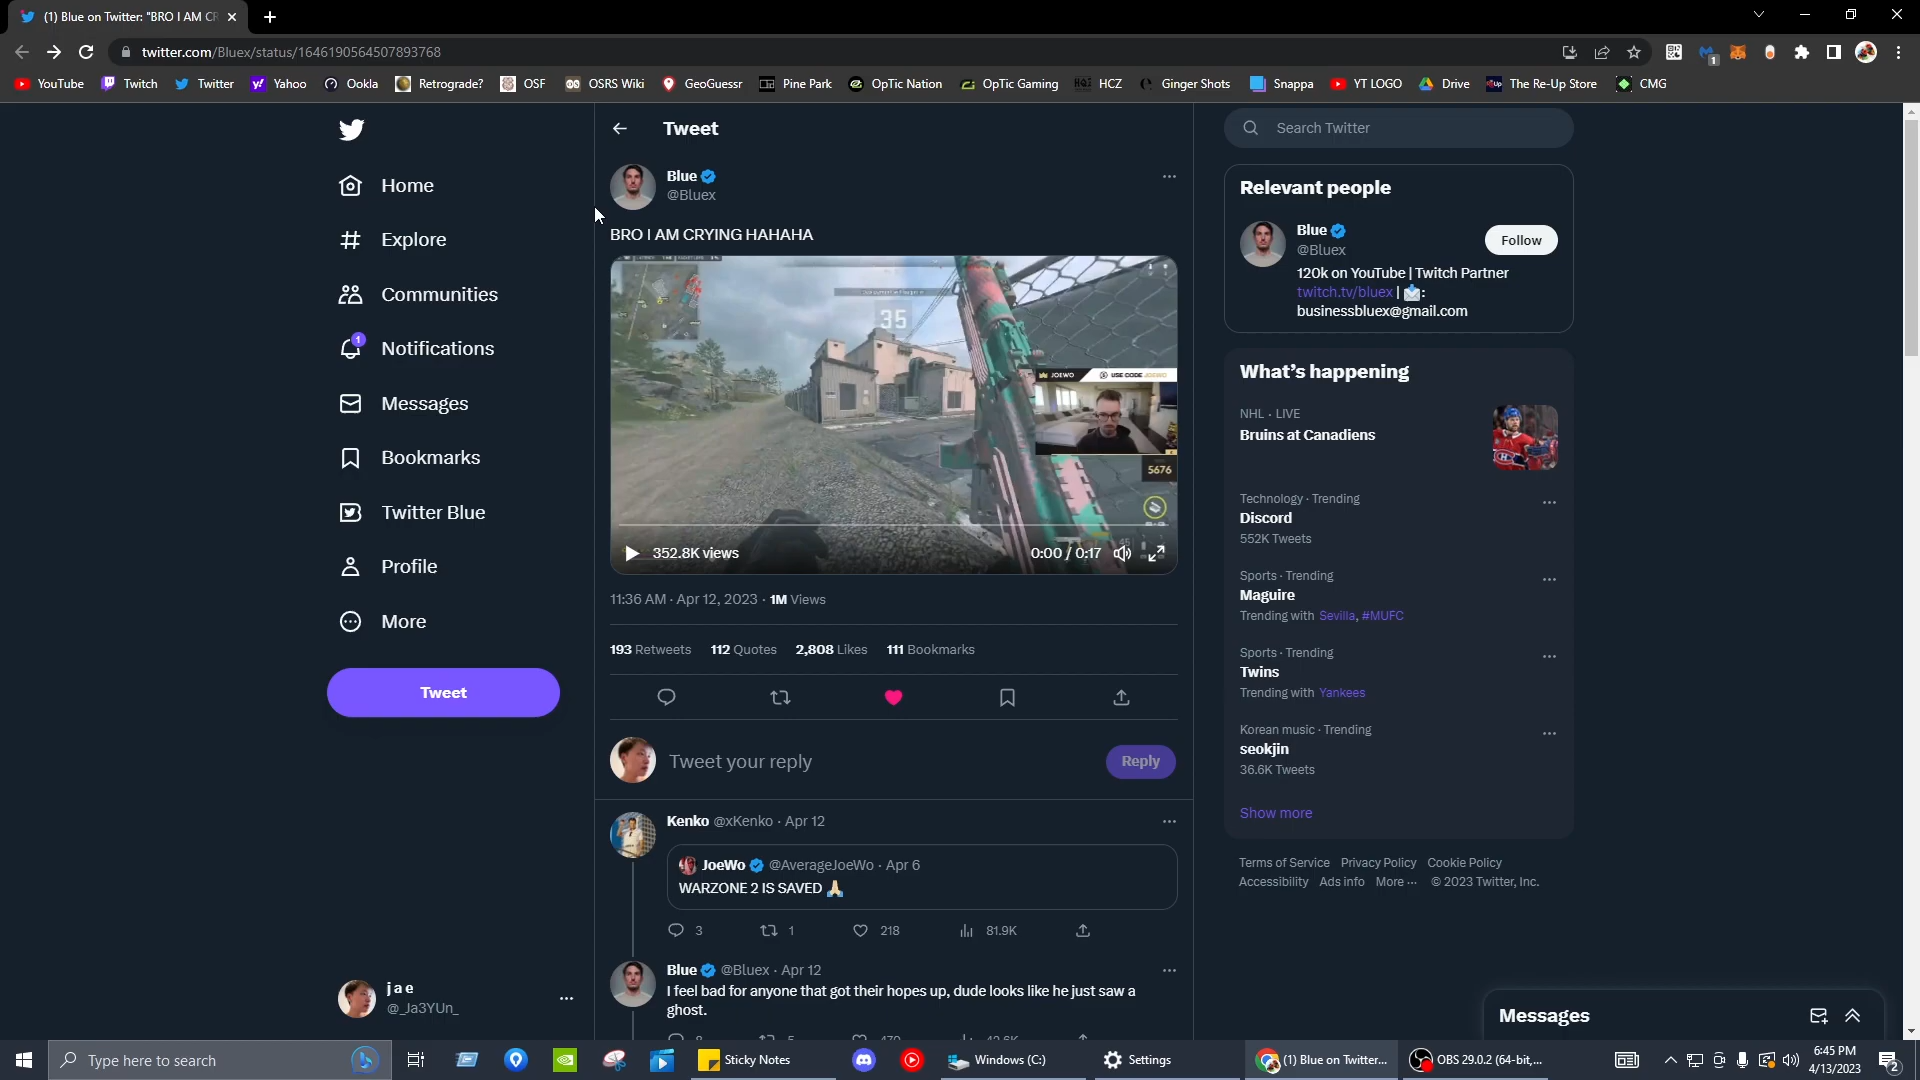 (1) Blue on Twitter: "BRO I AM CR
twitter.com/Bluex/status/1646190564507893768
1
YouTube
Twitch
Twitter
Yahoo
Ookla
Retrograde?
OSF
OSRS Wiki
GeoGuessr
Pine Park
OpTic Nation
OpTic Gaming
HCZ
Ginger Shots
Snappa
YT LOGO
Drive
The Re-Up Store
CMG
Home
Explore
Communities
1
Notifications
Messages
Bookmarks
Twitter Blue
Profile
More
Tweet
jae
@_Ja3YUn_
Tweet
Blue
@Bluex
BRO I AM CRYING HAHAHA
35
JOEWO
USE CODE JOEWO
5676
45
352.8K views
0:00 / 0:17
11:36 AM · Apr 12, 2023 · 1M Views
193 Retweets 112 Quotes 2,808 Likes 111 Bookmarks
Tweet your reply
Reply
Kenko @xKenko · Apr 12
JoeWo @AverageJoeWo · Apr 6
WARZONE 2 IS SAVED 🙏🏼
3 1 218 81.9K
Blue @Bluex · Apr 12
I feel bad for anyone that got their hopes up, dude looks like he just saw a
ghost.
Search Twitter
Relevant people
Blue
@Bluex
Follow
120k on YouTube | Twitch Partner
twitch.tv/bluex | 📩:
businessbluex@gmail.com
What's happening
NHL · LIVE
Bruins at Canadiens
Technology · Trending
Discord
552K Tweets
Sports · Trending
Maguire
Trending with Sevilla, #MUFC
Sports · Trending
Twins
Trending with Yankees
Korean music · Trending
seokjin
36.6K Tweets
Show more
Terms of Service Privacy Policy Cookie Policy
Accessibility Ads info More ··· © 2023 Twitter, Inc.
Messages
Type here to search
Sticky Notes
Windows (C:)
Settings
(1) Blue on Twitter...
OBS 29.0.2 (64-bit,...
6:45 PM
4/13/2023
2